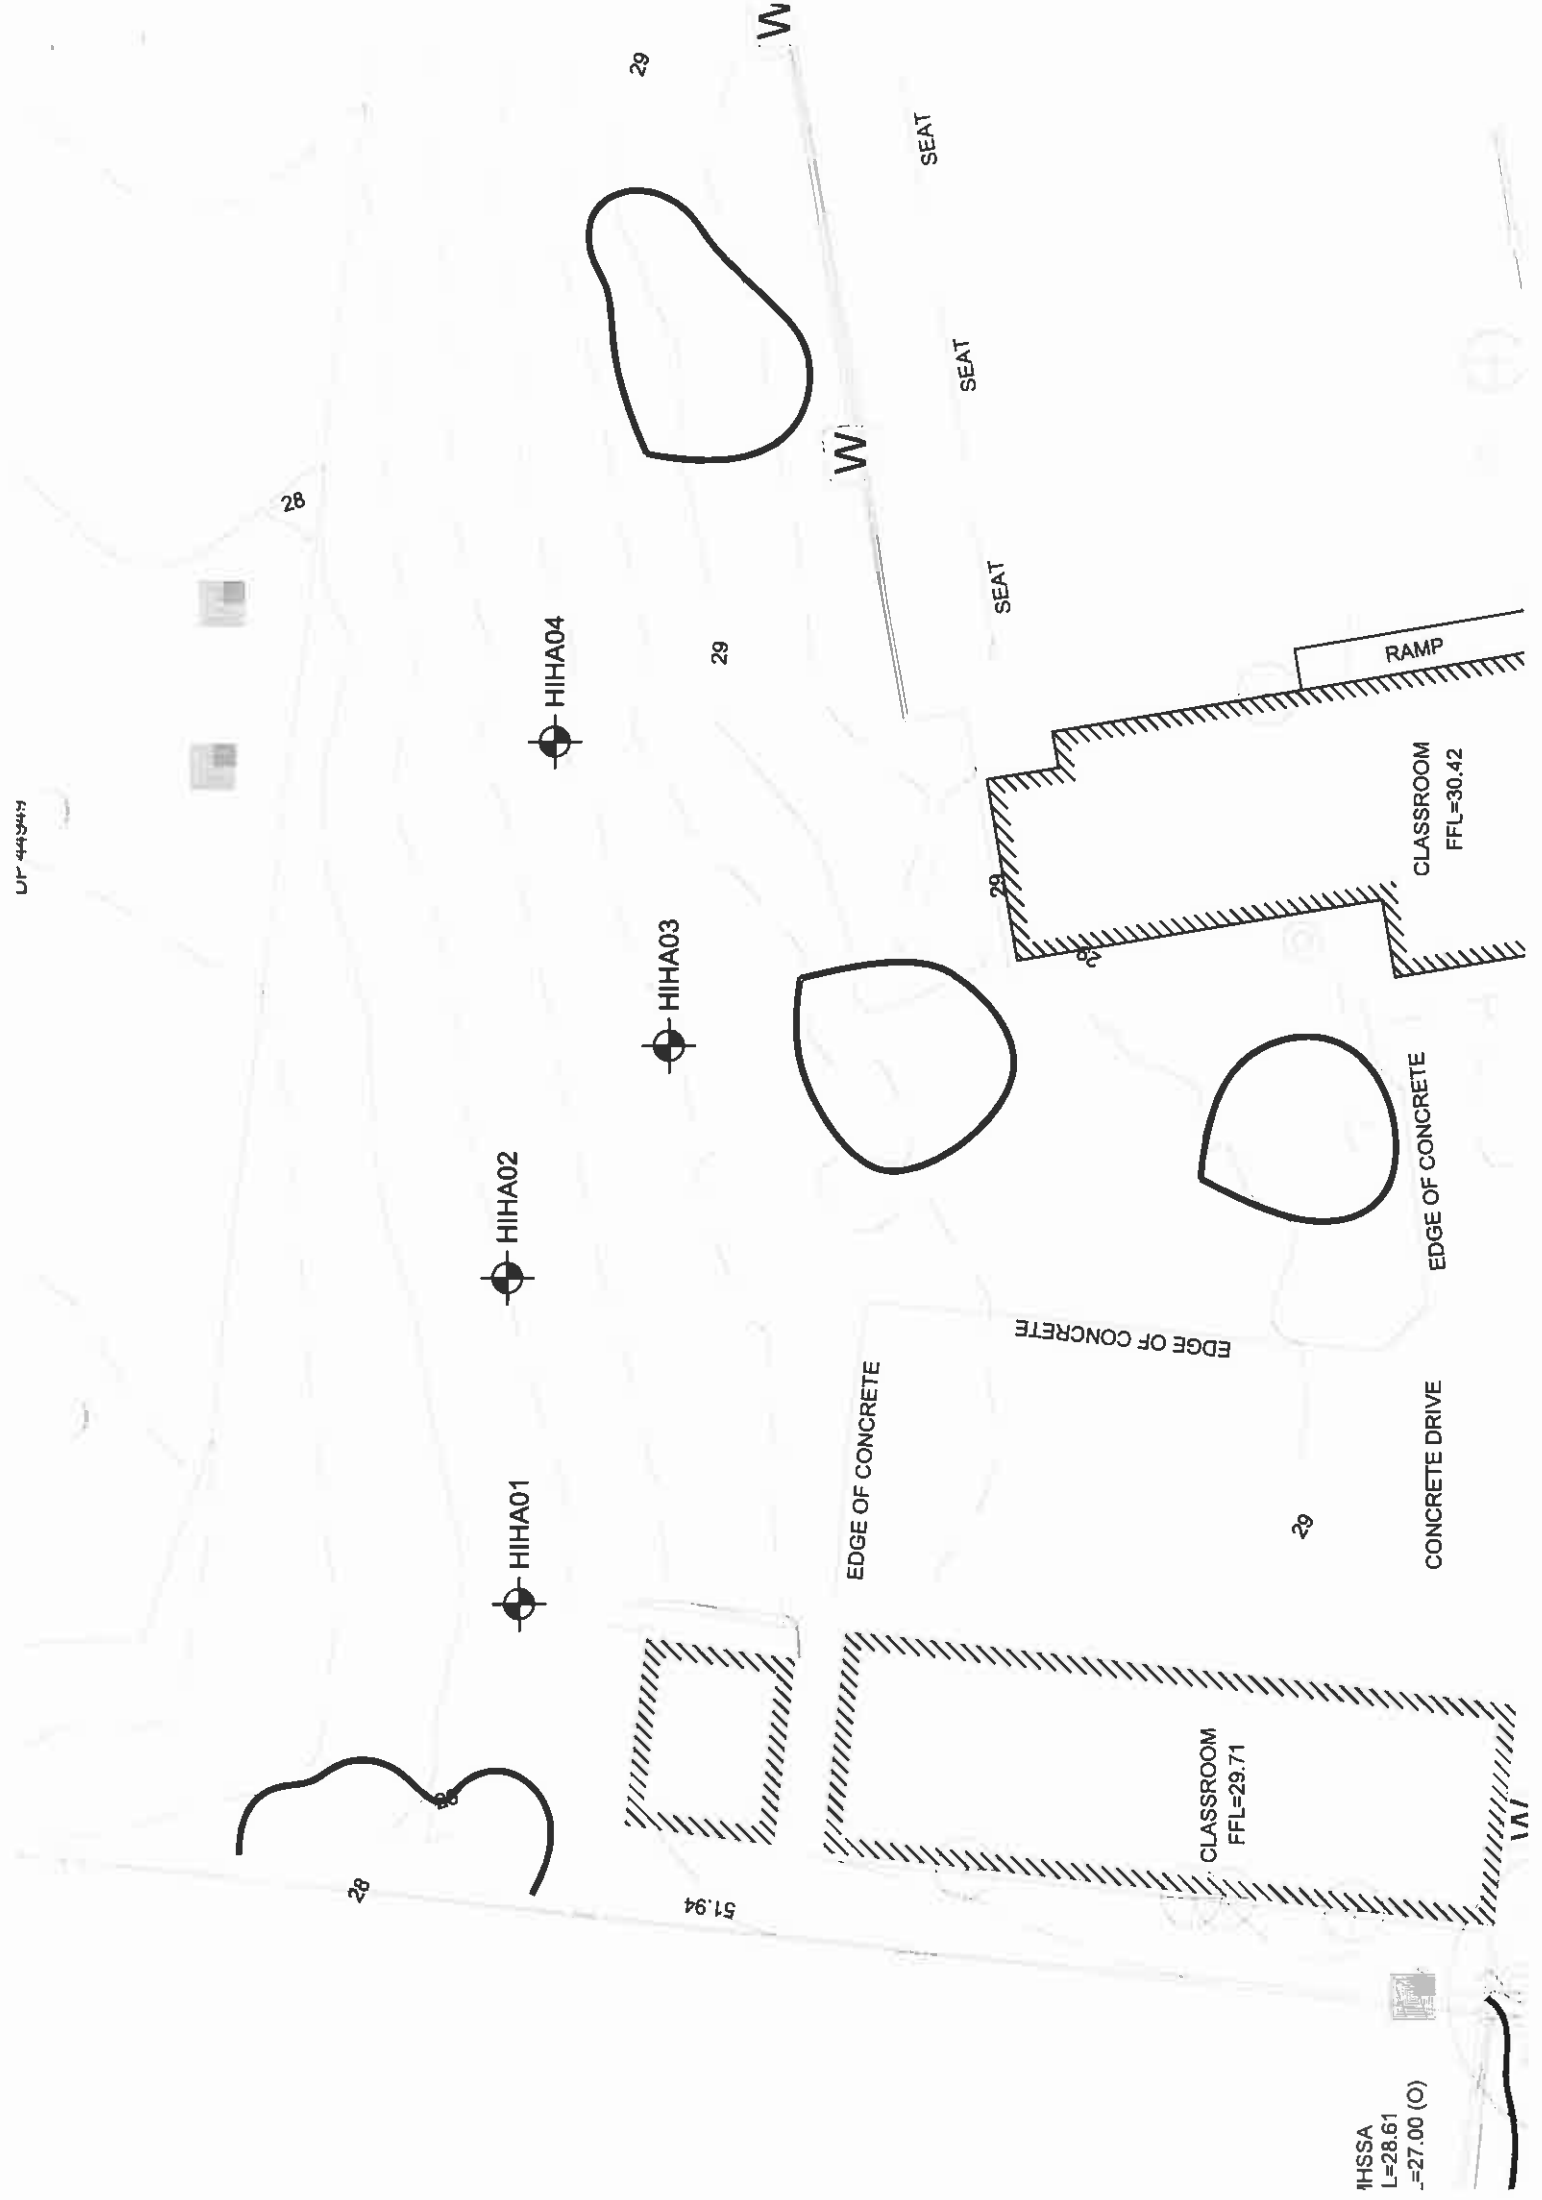 DP 44949
28
28
HIHA01
HIHA02
HIHA03
HIHA04
29
29
51.94
W
W
SEAT
SEAT
SEAT
EDGE OF CONCRETE
EDGE OF CONCRETE
29
CLASSROOM
FFL=29.71
29
CONCRETE DRIVE
EDGE OF CONCRETE
RAMP
CLASSROOM
FFL=30.42
L=28.61
=27.00 (O)